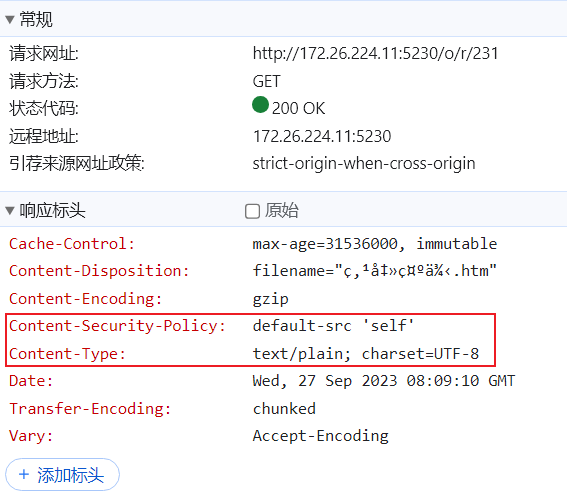 常规
请求网址: http://172.26.224.11:5230/o/r/231
请求方法: GET
状态代码: 200 OK
远程地址: 172.26.224.11:5230
引荐来源网址政策: strict-origin-when-cross-origin
响应标头 原始
Cache-Control: max-age=31536000, immutable
Content-Disposition: filename="ç‚¹å‡»ç¤ºä¾‹.htm"
Content-Encoding: gzip
Content-Security-Policy: default-src 'self'
Content-Type: text/plain; charset=UTF-8
Date: Wed, 27 Sep 2023 08:09:10 GMT
Transfer-Encoding: chunked
Vary: Accept-Encoding
+ 添加标头